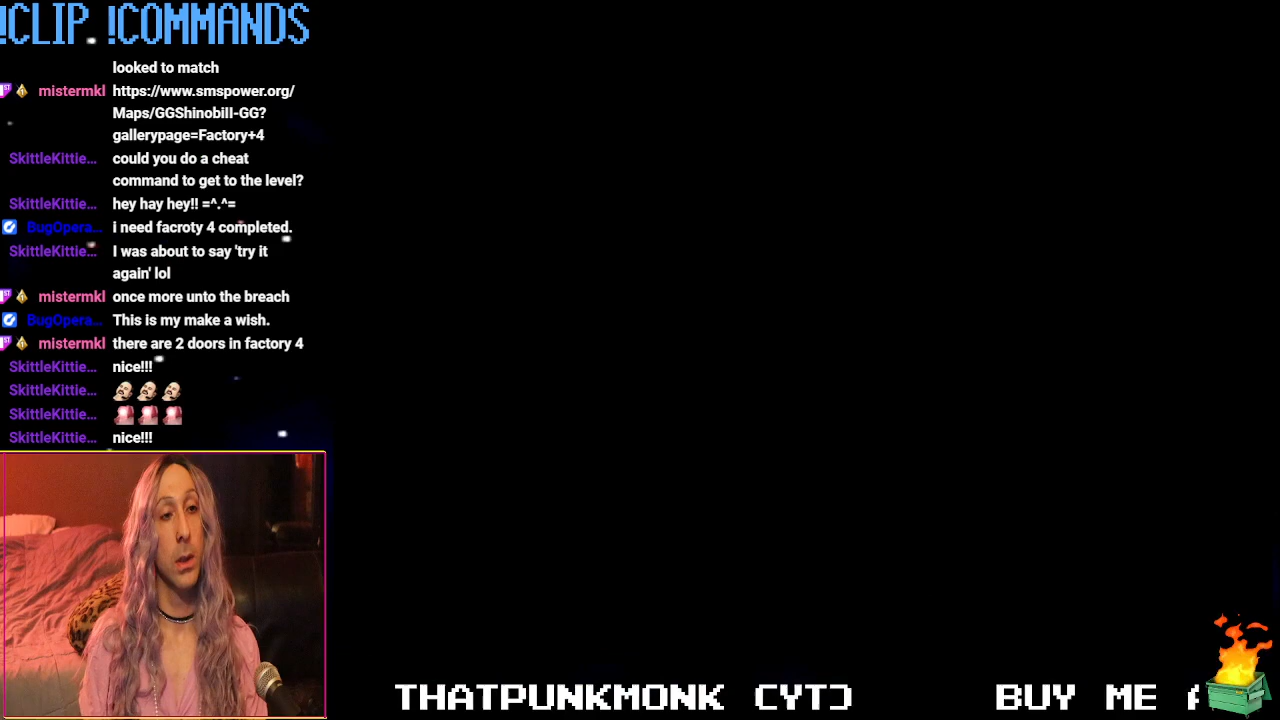 !CLIP !COMMANDS
looked to match
mistermkl https://www.smspower.org/
Maps/GGShinobiII-GG?
gallerypage=Factory+4
SkittleKittie... could you do a cheat
command to get to the level?
SkittleKittie... hey hay hey!! =^.^=
BugOpera... i need facroty 4 completed.
SkittleKittie... I was about to say 'try it
again' lol
mistermkl once more unto the breach
BugOpera... This is my make a wish.
mistermkl there are 2 doors in factory 4
SkittleKittie... nice!!!
SkittleKittie...
SkittleKittie...
SkittleKittie... nice!!!
THATPUNKMONK (YT) BUY ME